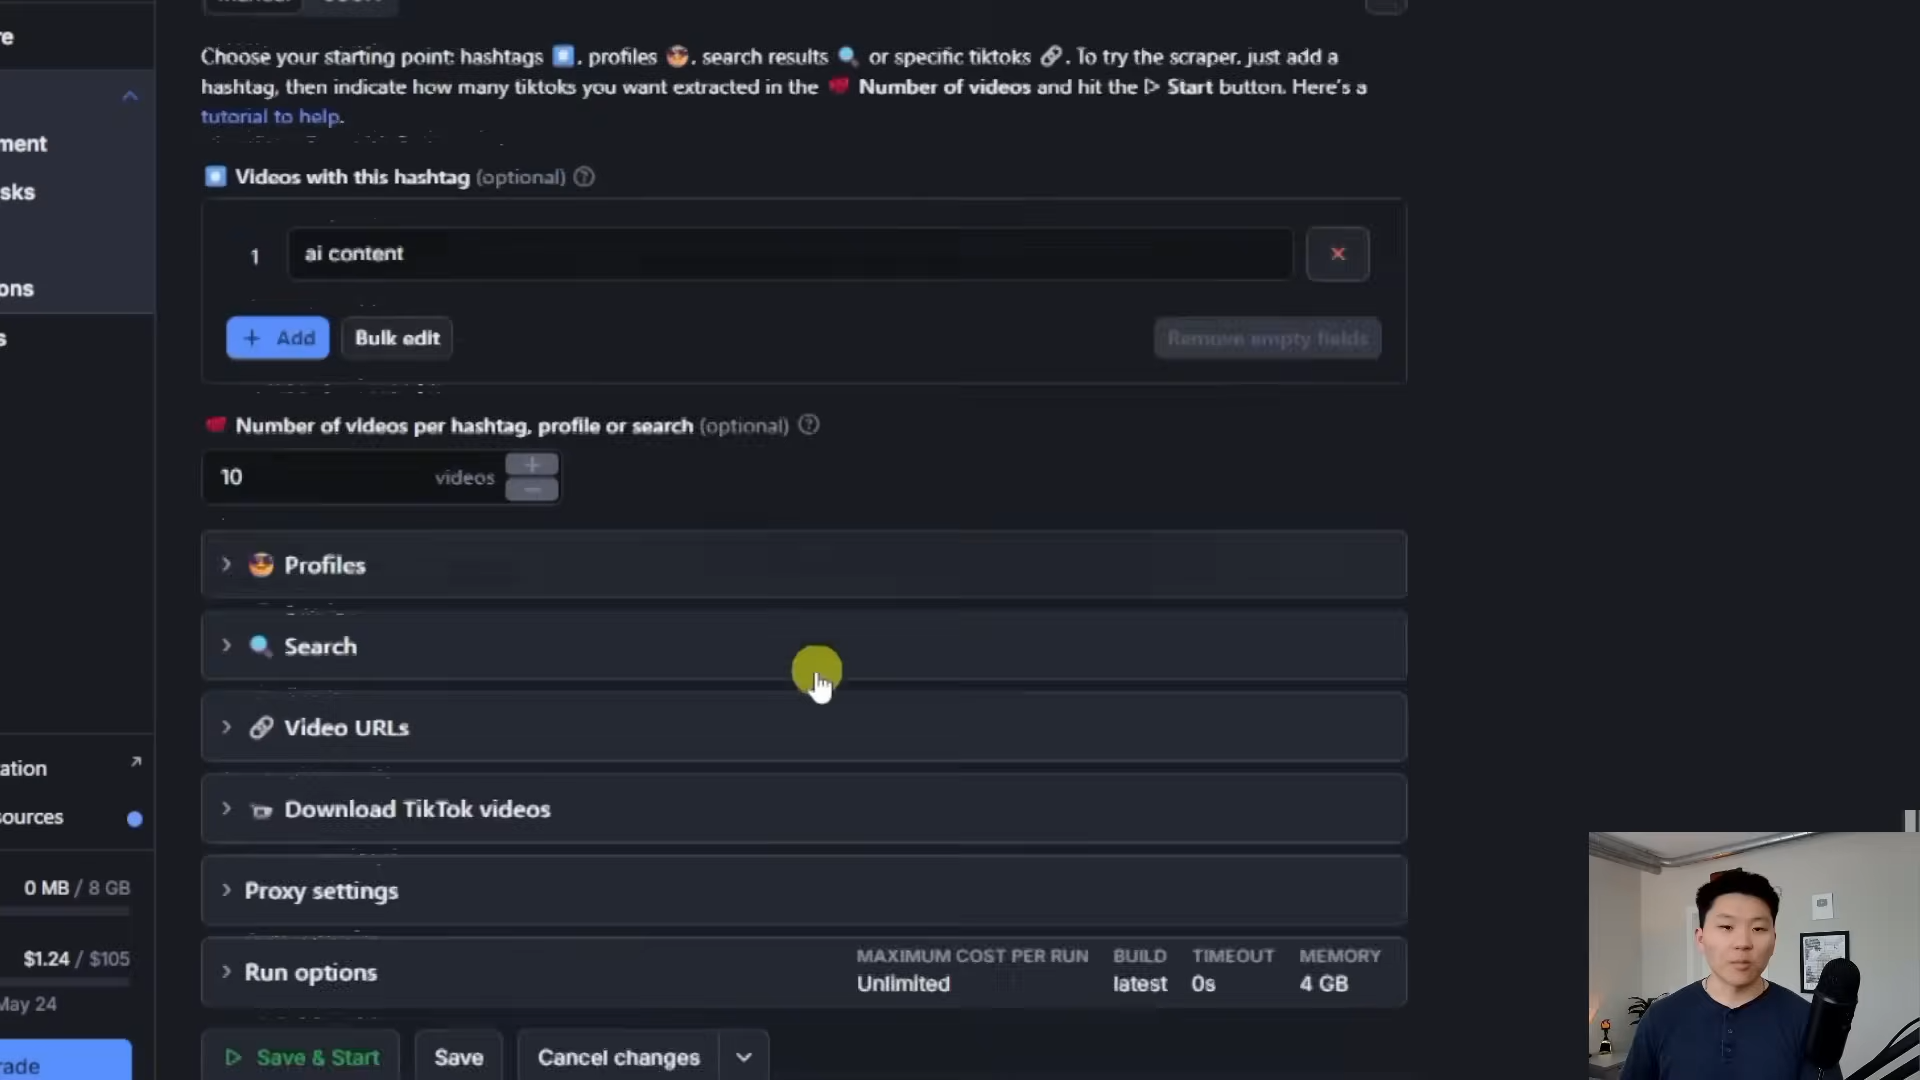 re
Choose your starting point: hashtags , profiles , search results , or specific tiktoks . To try the scraper, just add a
hashtag, then indicate how many tiktoks you want extracted in the Number of videos and hit the ▷ Start button. Here's a
tutorial to help.
ment
sks
ons
s
Videos with this hashtag (optional) ?
1 ai content ×
+ Add Bulk edit Remove empty fields
Number of videos per hashtag, profile or search (optional) ?
10 videos + −
> Profiles
> Search
> Video URLs
> Download TikTok videos
> Proxy settings
> Run options
MAXIMUM COST PER RUN BUILD TIMEOUT MEMORY
Unlimited latest 0s 4 GB
▷ Save & Start Save Cancel changes
ation ↗
ources
0 MB / 8 GB
$1.24 / $105
May 24
rade